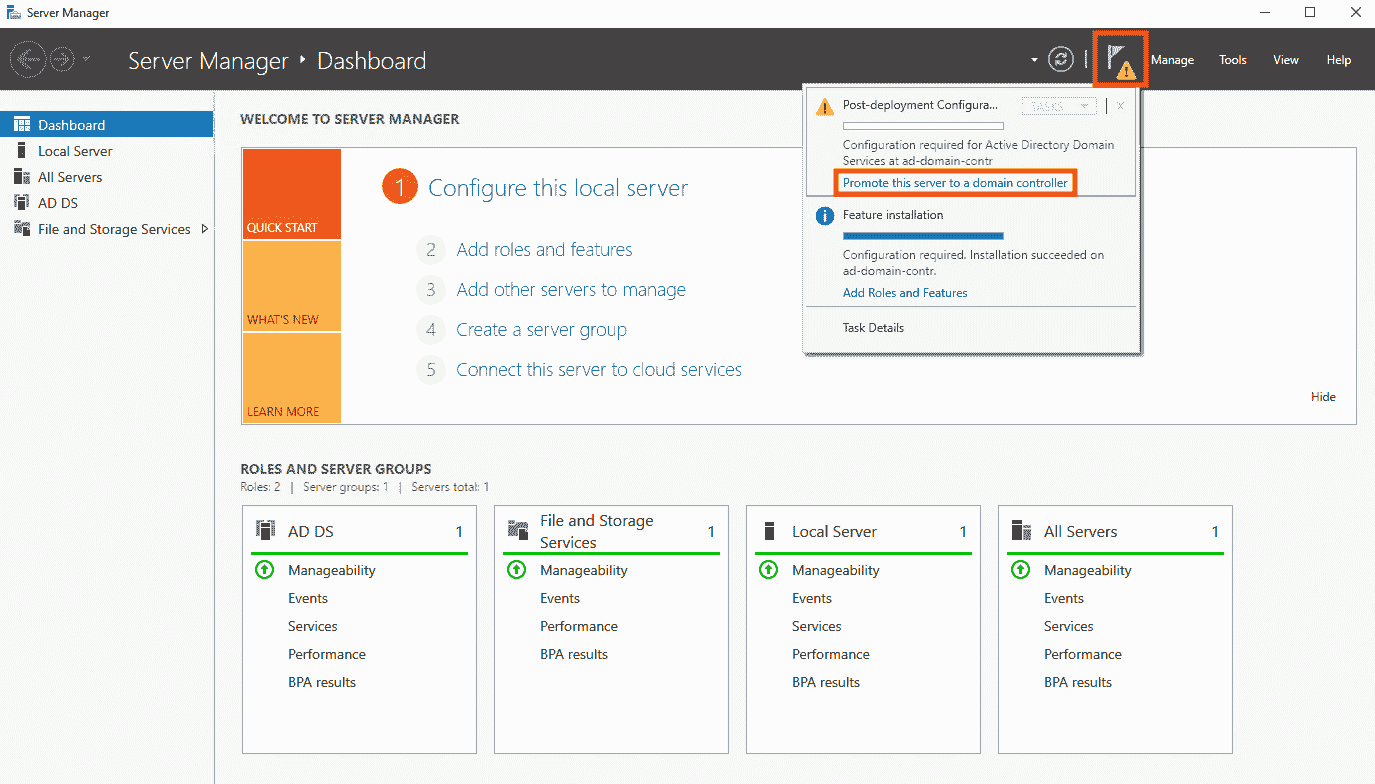 Server Manager
Server Manager ‣ Dashboard
Manage Tools View Help
Dashboard
Local Server
All Servers
AD DS
File and Storage Services
WELCOME TO SERVER MANAGER
QUICK START
WHAT'S NEW
LEARN MORE
1 Configure this local server
2 Add roles and features
3 Add other servers to manage
4 Create a server group
5 Connect this server to cloud services
Hide
Post-deployment Configura... TASKS
Configuration required for Active Directory Domain
Services at ad-domain-contr
Promote this server to a domain controller
Feature installation
Configuration required. Installation succeeded on
ad-domain-contr.
Add Roles and Features
Task Details
ROLES AND SERVER GROUPS
Roles: 2 | Server groups: 1 | Servers total: 1
AD DS 1
Manageability
Events
Services
Performance
BPA results
File and Storage
Services 1
Manageability
Events
Performance
BPA results
Local Server 1
Manageability
Events
Services
Performance
BPA results
All Servers 1
Manageability
Events
Services
Performance
BPA results